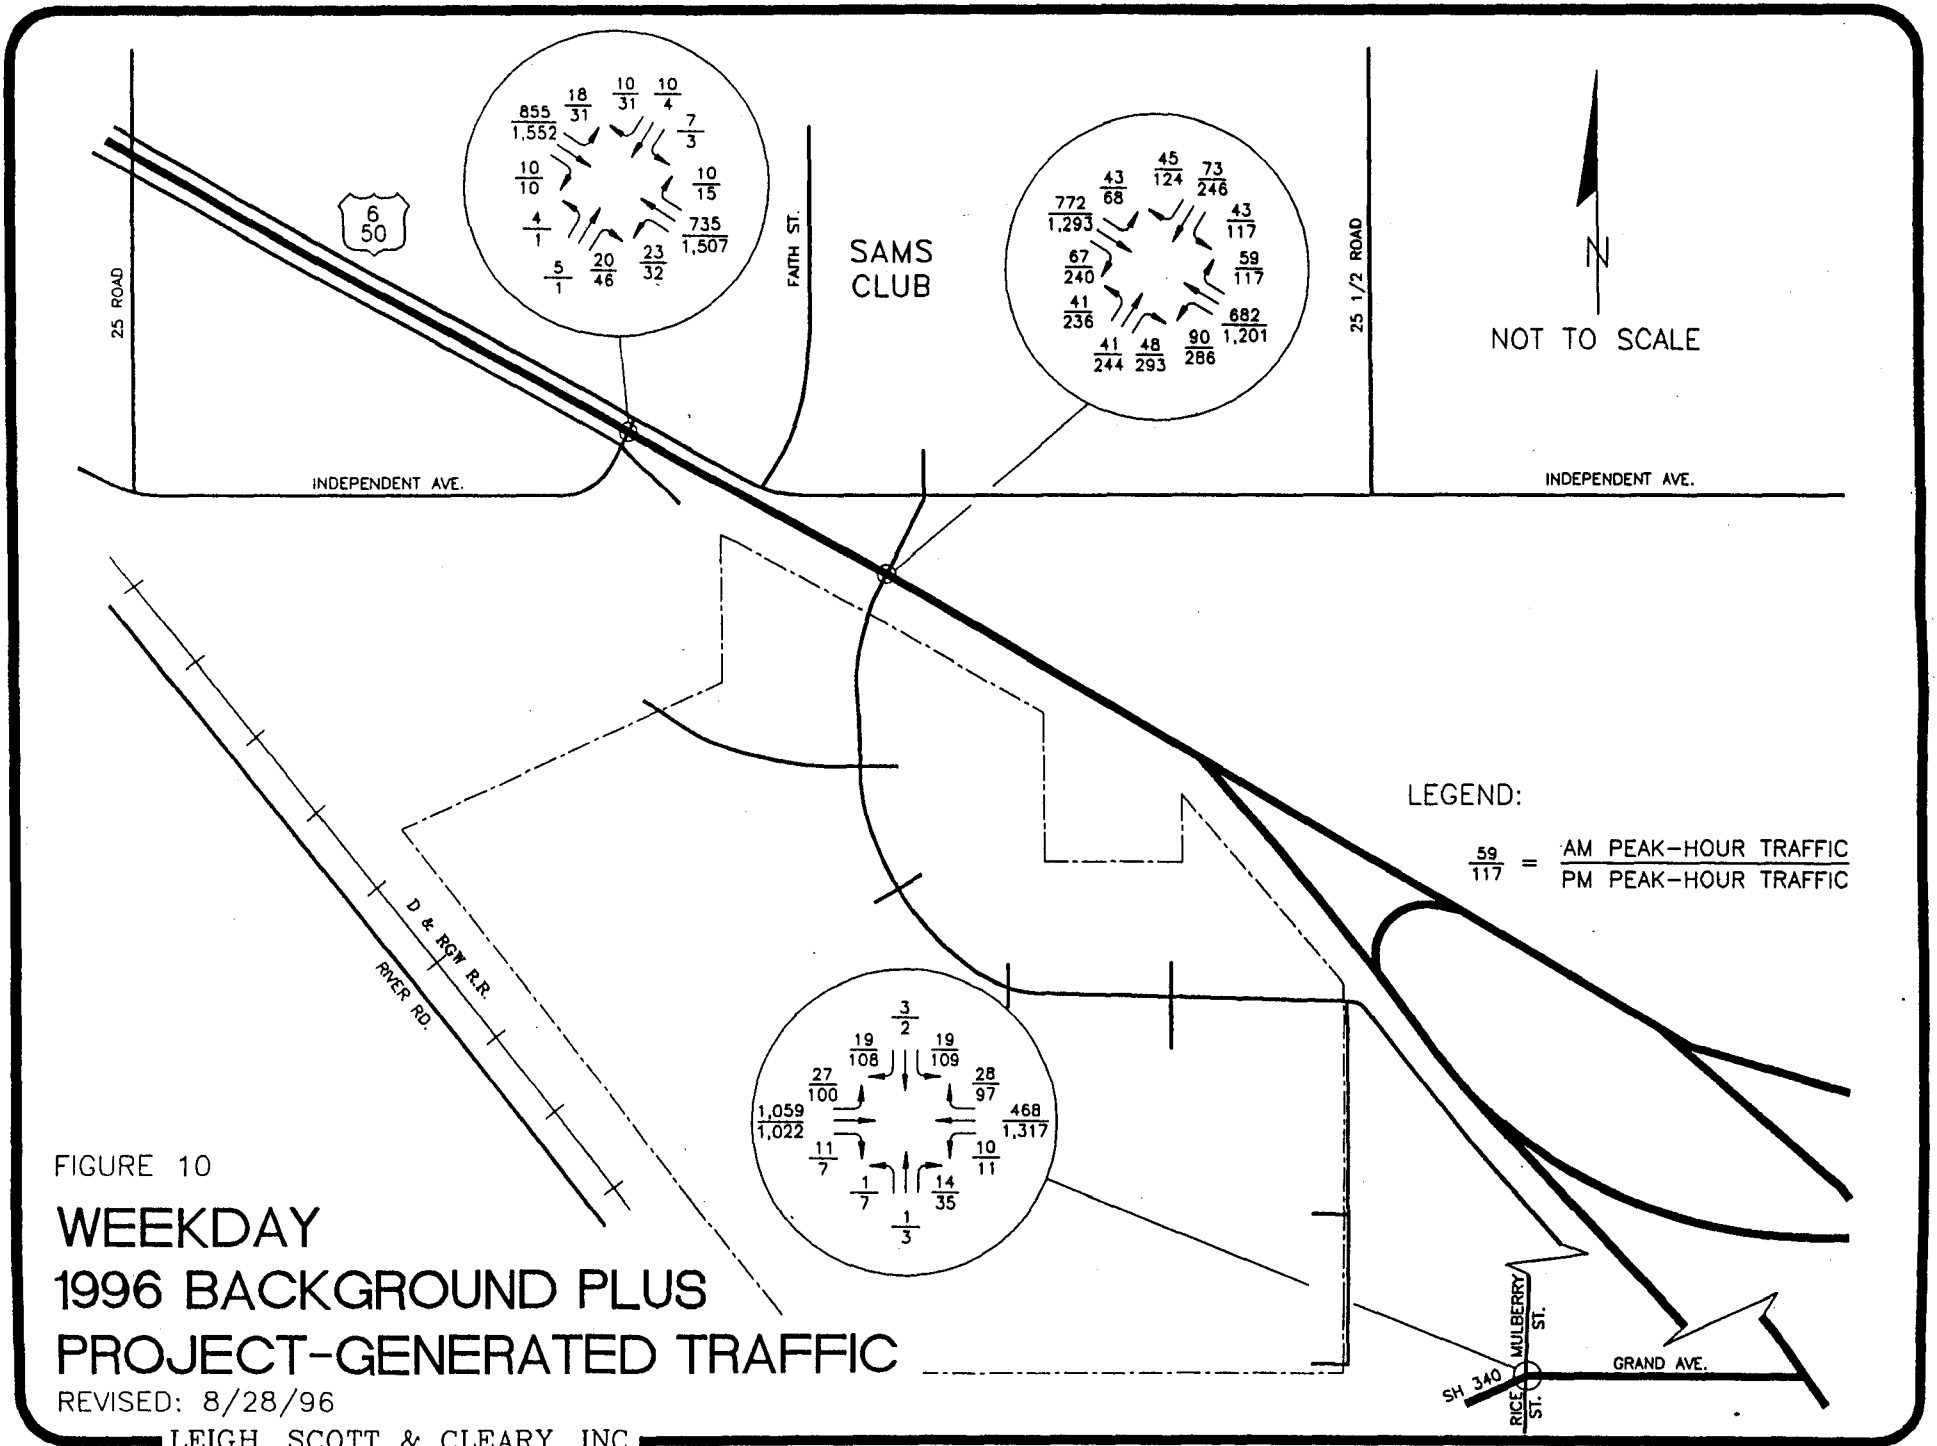 10
31
10
4
18
31
855
1,552
7
3
10
10
10
15
4
1
735
1,507
5
1
20
46
23
32
45
124
73
246
43
68
772
1,293
43
117
67
240
59
117
41
236
682
1,201
41
244
48
293
90
286
6
50
25 ROAD
FAITH ST.
SAMS
CLUB
25 1/2 ROAD
N
NOT TO SCALE
INDEPENDENT AVE.
INDEPENDENT AVE.
LEGEND:
59
117
=
AM PEAK-HOUR TRAFFIC
PM PEAK-HOUR TRAFFIC
D & RGW R.R.
RIVER RD.
3
2
19
108
19
109
27
100
28
97
1,059
1,022
468
1,317
11
7
10
11
1
7
14
35
1
3
MULBERRY
ST.
GRAND AVE.
SH 340
RICE
ST.
FIGURE 10
WEEKDAY
1996 BACKGROUND PLUS
PROJECT-GENERATED TRAFFIC
REVISED: 8/28/96
LEIGH, SCOTT & CLEARY, INC.